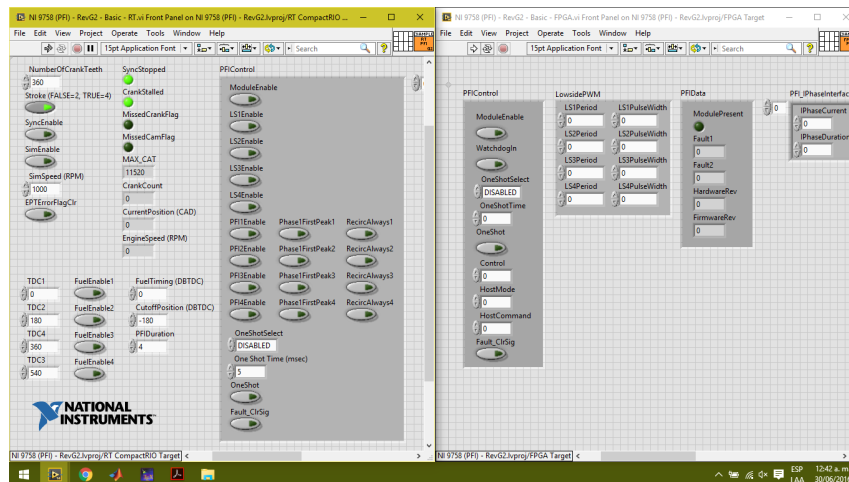 NI 9758 (PFI) - RevG2 - Basic - RT.vi Front Panel on NI 9758 (PFI) - RevG2.lvproj/RT CompactRIO ...
File Edit View Project Operate Tools Window Help
15pt Application Font
Search
SAMPLE
RT
PFI
NumberOfCrankTeeth
360
Stroke (FALSE=2, TRUE=4)
SyncEnable
SimEnable
SimSpeed (RPM)
1000
EPTErrorFlagClr
SyncStopped
CrankStalled
MissedCrankFlag
MissedCamFlag
MAX_CAT
11520
CrankCount
0
CurrentPosition (CAD)
0
EngineSpeed (RPM)
0
TDC1
0
TDC2
180
TDC4
360
TDC3
540
FuelEnable1
FuelEnable2
FuelEnable3
FuelEnable4
FuelTiming (DBTDC)
0
CutoffPosition (DBTDC)
-180
PFIDuration
4
NATIONAL
INSTRUMENTS
PFIControl
ModuleEnable
LS1Enable
LS2Enable
LS3Enable
LS4Enable
PFI1Enable Phase1FirstPeak1 RecircAlways1
PFI2Enable Phase1FirstPeak2 RecircAlways2
PFI3Enable Phase1FirstPeak3 RecircAlways3
PFI4Enable Phase1FirstPeak4 RecircAlways4
OneShotSelect
DISABLED
One Shot Time (msec)
5
OneShot
Fault_ClrSig
NI 9758 (PFI) - RevG2.lvproj/RT CompactRIO Target
NI 9758 (PFI) - RevG2 - Basic - FPGA.vi Front Panel on NI 9758 (PFI) - RevG2.lvproj/FPGA Target
File Edit View Project Operate Tools Window Help
15pt Application Font
Search
PFIControl
ModuleEnable
WatchdogIn
OneShotSelect
DISABLED
OneShotTime
0
OneShot
Control
0
HostMode
0
HostCommand
0
Fault_ClrSig
LowsidePWM
LS1Period LS1PulseWidth
0 0
LS2Period LS2PulseWidth
0 0
LS3Period LS3PulseWidth
0 0
LS4Period LS4PulseWidth
0 0
PFIData
ModulePresent
Fault1
0
Fault2
0
HardwareRev
0
FirmwareRev
0
PFI_IPhaseInterfac
0
IPhaseCurrent
0
IPhaseDuration
0
NI 9758 (PFI) - RevG2.lvproj/FPGA Target
ESP
LAA
12:42 a. m.
30/06/2016